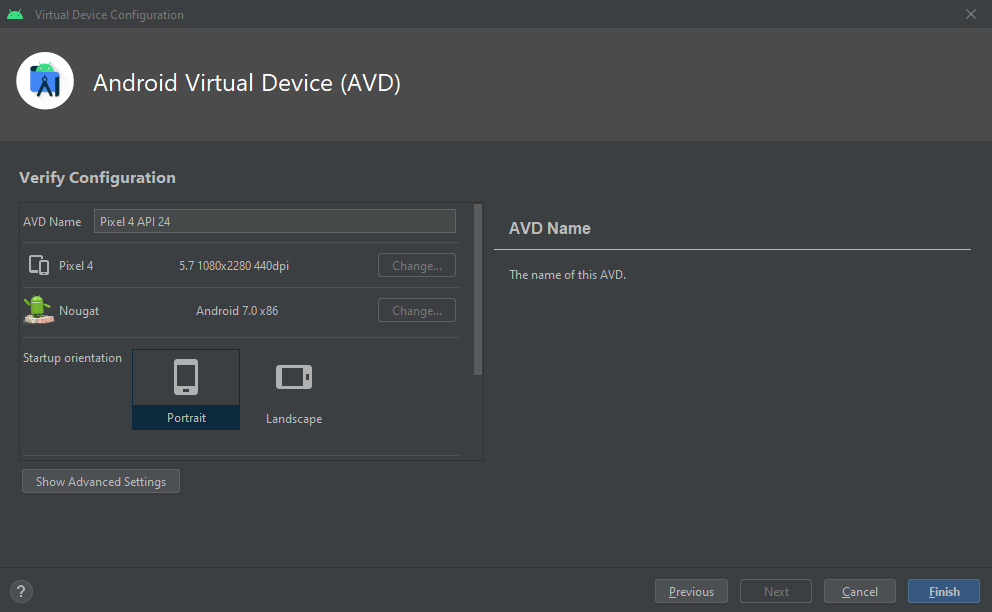 Virtual Device Configuration
Android Virtual Device (AVD)
Verify Configuration
AVD Name Pixel 4 API 24
Pixel 4 5.7 1080x2280 440dpi Change...
Nougat Android 7.0 x86 Change...
Startup orientation
Portrait Landscape
Show Advanced Settings
AVD Name
The name of this AVD.
? Previous Next Cancel Finish